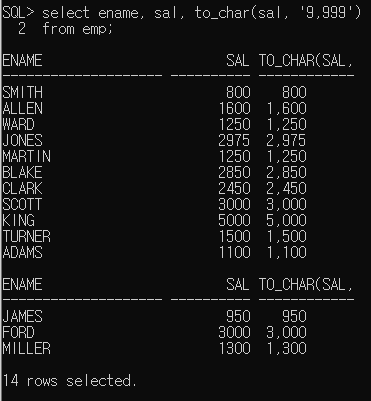 SQL> select ename, sal, to_char(sal, '9,999')
  2  from emp;
ENAME                       SAL TO_CHAR(SAL,
-------------------- ---------- ------------
SMITH                       800    800
ALLEN                      1600  1,600
WARD                       1250  1,250
JONES                      2975  2,975
MARTIN                     1250  1,250
BLAKE                      2850  2,850
CLARK                      2450  2,450
SCOTT                      3000  3,000
KING                       5000  5,000
TURNER                     1500  1,500
ADAMS                      1100  1,100
ENAME                       SAL TO_CHAR(SAL,
-------------------- ---------- ------------
JAMES                       950    950
FORD                       3000  3,000
MILLER                     1300  1,300
14 rows selected.